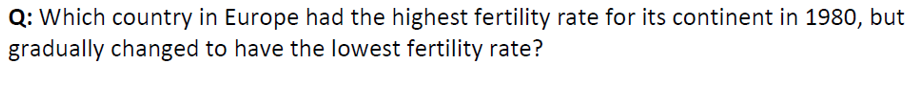 Q: Which country in Europe had the highest fertility rate for its continent in 1980, but
gradually changed to have the lowest fertility rate?